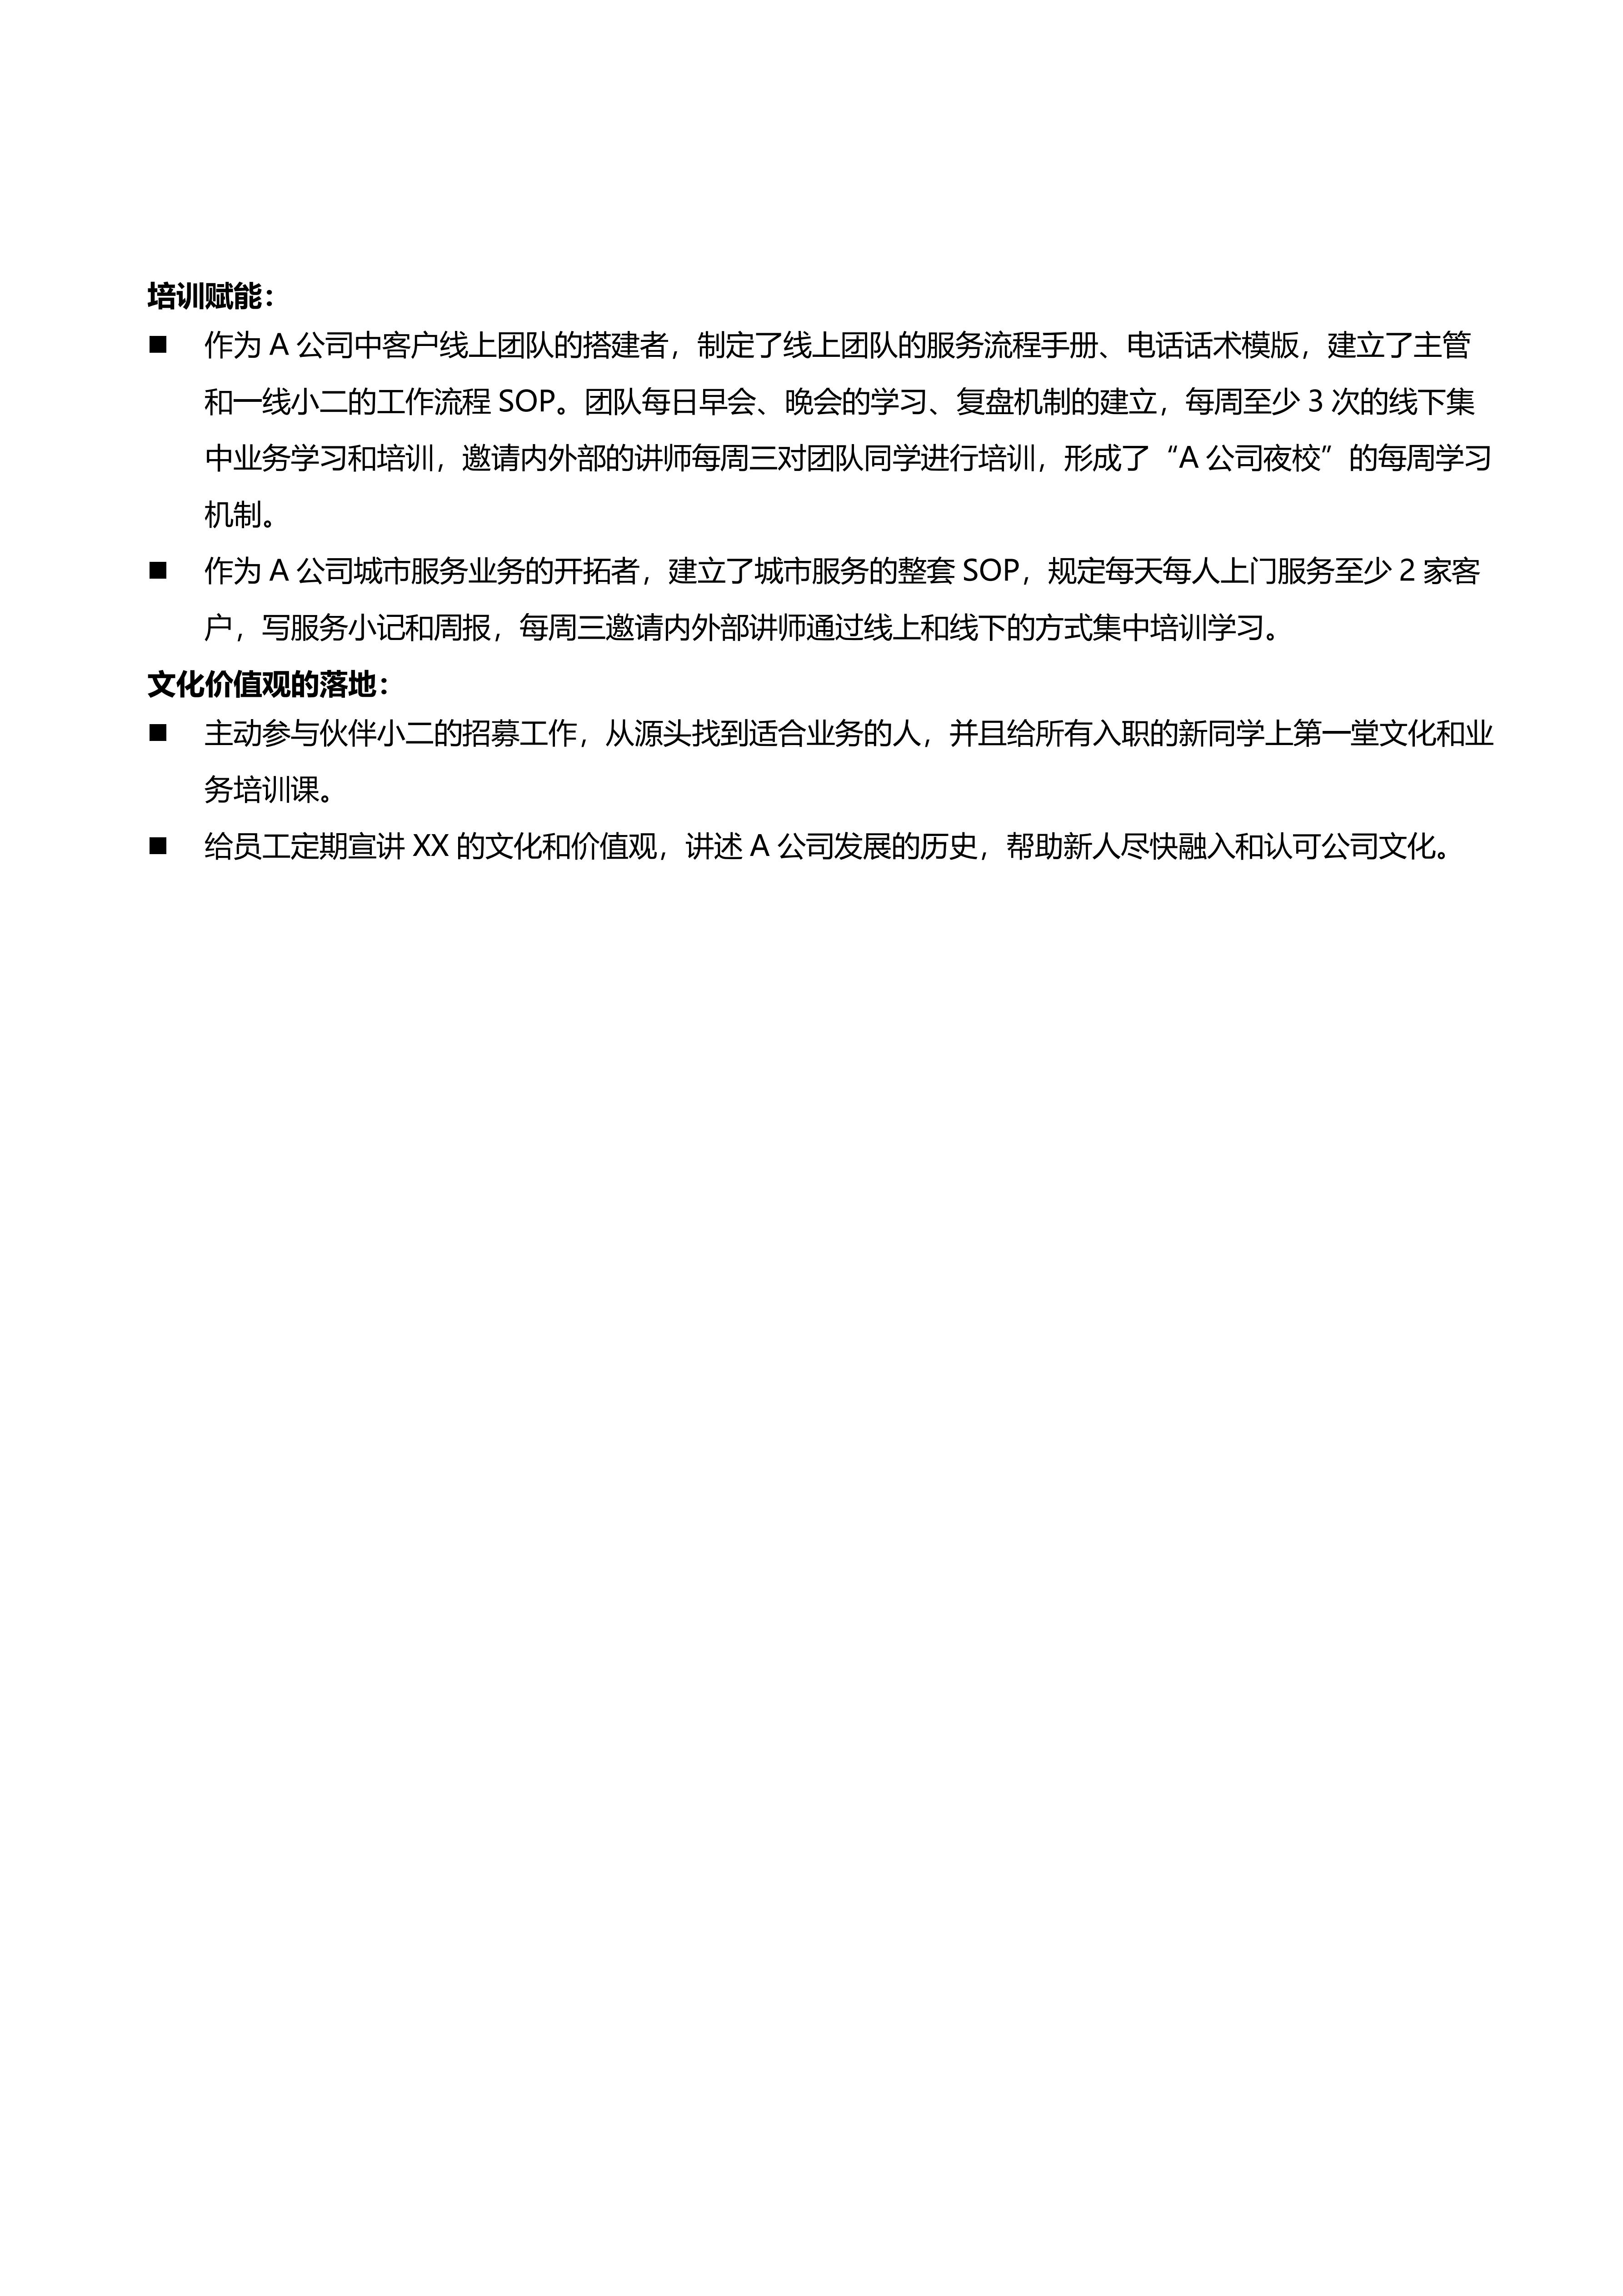 培训赋能：
■ 作为 A 公司中客户线上团队的搭建者，制定了线上团队的服务流程手册、电话话术模版，建立了主管
和一线小二的工作流程 SOP。团队每日早会、晚会的学习、复盘机制的建立，每周至少 3 次的线下集
中业务学习和培训，邀请内外部的讲师每周三对团队同学进行培训，形成了“A 公司夜校”的每周学习
机制。
■ 作为 A 公司城市服务业务的开拓者，建立了城市服务的整套 SOP，规定每天每人上门服务至少 2 家客
户，写服务小记和周报，每周三邀请内外部讲师通过线上和线下的方式集中培训学习。
文化价值观的落地：
■ 主动参与伙伴小二的招募工作，从源头找到适合业务的人，并且给所有入职的新同学上第一堂文化和业
务培训课。
■ 给员工定期宣讲 XX 的文化和价值观，讲述 A 公司发展的历史，帮助新人尽快融入和认可公司文化。